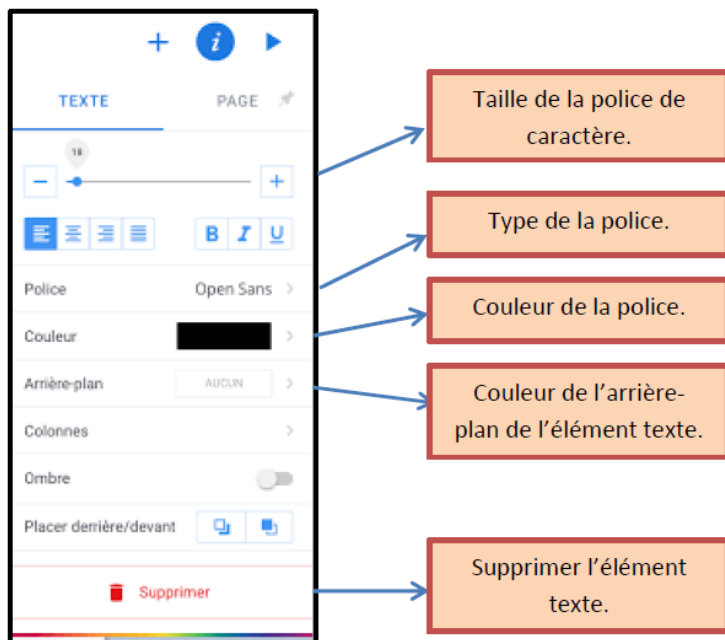 i
TEXTE PAGE
18
B I U
Police Open Sans
Couleur
Arrière-plan AUCUN
Colonnes
Ombre
Placer derrière/devant
Supprimer
Taille de la police de
caractère.
Type de la police.
Couleur de la police.
Couleur de l’arrière-
plan de l’élément texte.
Supprimer l’élément
texte.